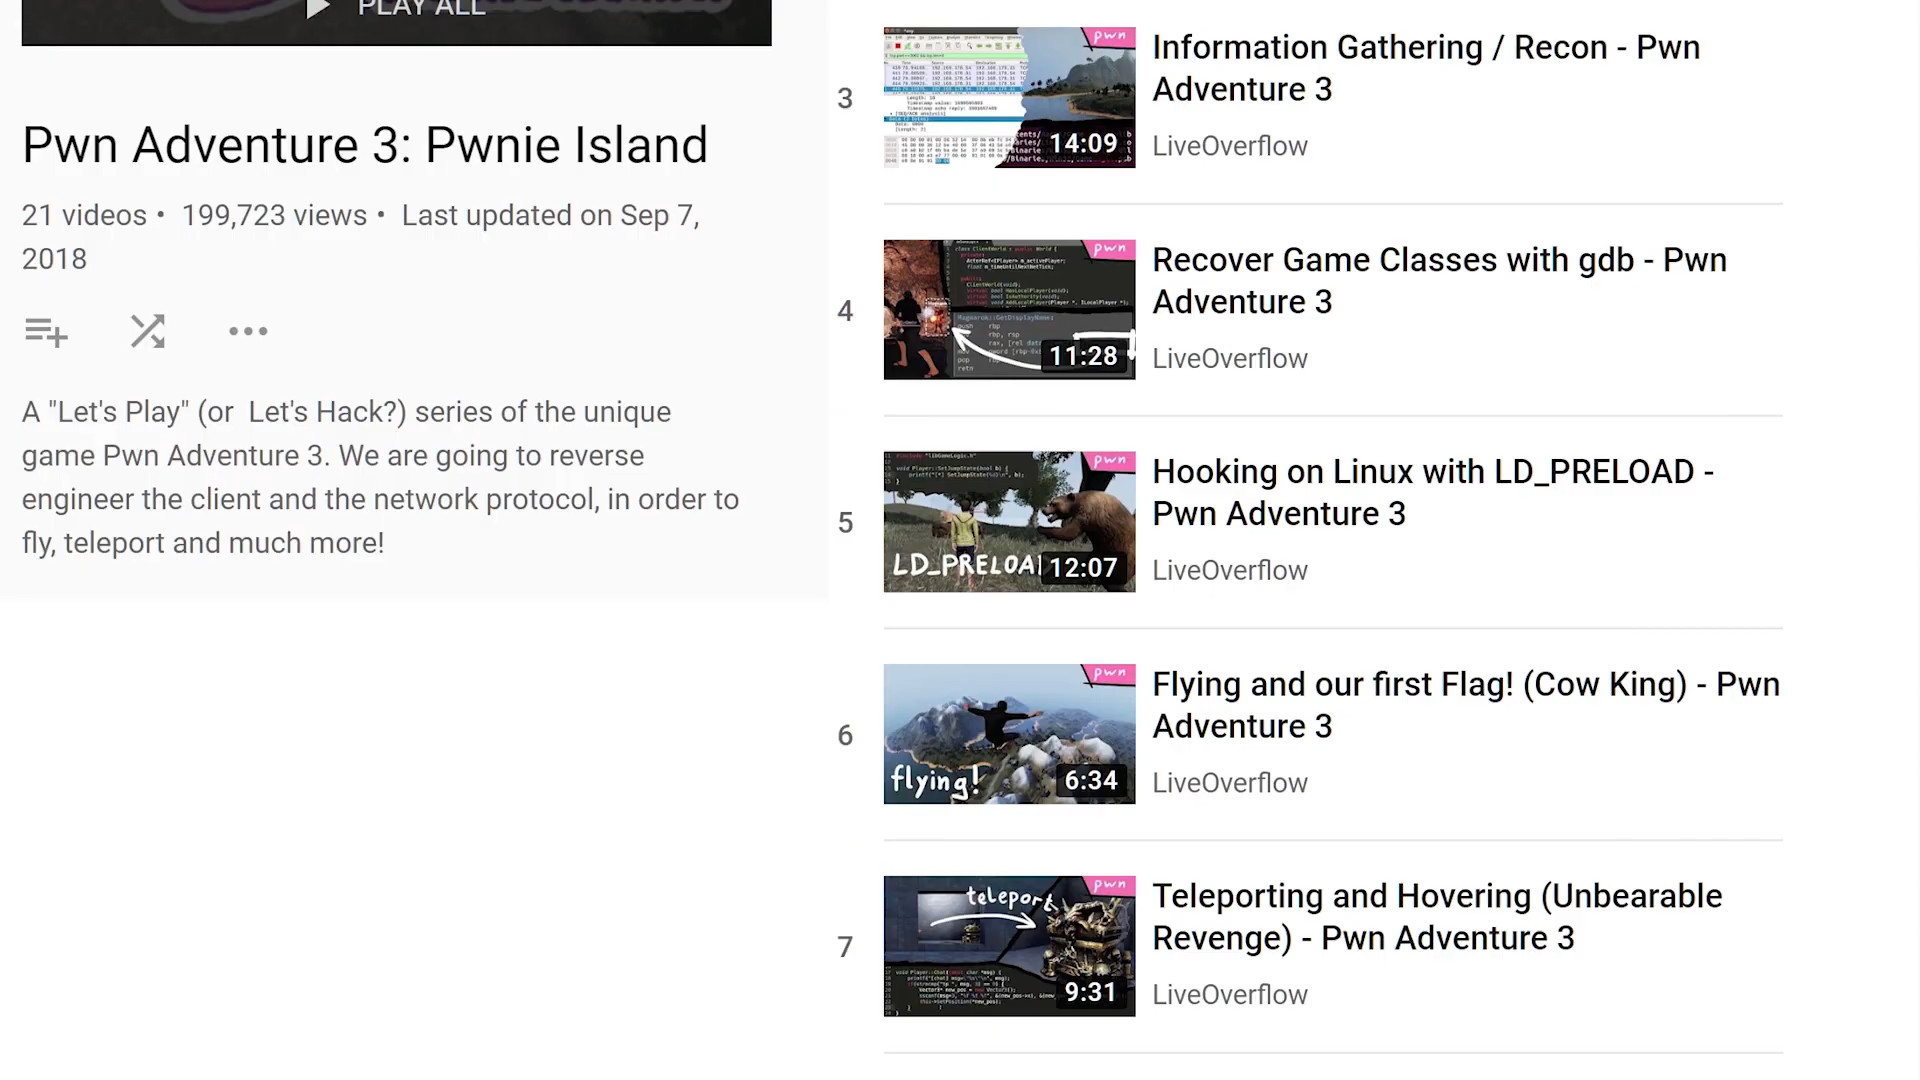 PLAY ALL
Pwn Adventure 3: Pwnie Island
21 videos • 199,723 views • Last updated on Sep 7,
2018
A "Let's Play" (or Let's Hack?) series of the unique
game Pwn Adventure 3. We are going to reverse
engineer the client and the network protocol, in order to
fly, teleport and much more!
3
pwn
14:09
Information Gathering / Recon - Pwn
Adventure 3
LiveOverflow
4
pwn
11:28
Recover Game Classes with gdb - Pwn
Adventure 3
LiveOverflow
5
pwn
LD_PRELOA
12:07
Hooking on Linux with LD_PRELOAD -
Pwn Adventure 3
LiveOverflow
6
pwn
flying!
6:34
Flying and our first Flag! (Cow King) - Pwn
Adventure 3
LiveOverflow
7
pwn
teleport
9:31
Teleporting and Hovering (Unbearable
Revenge) - Pwn Adventure 3
LiveOverflow